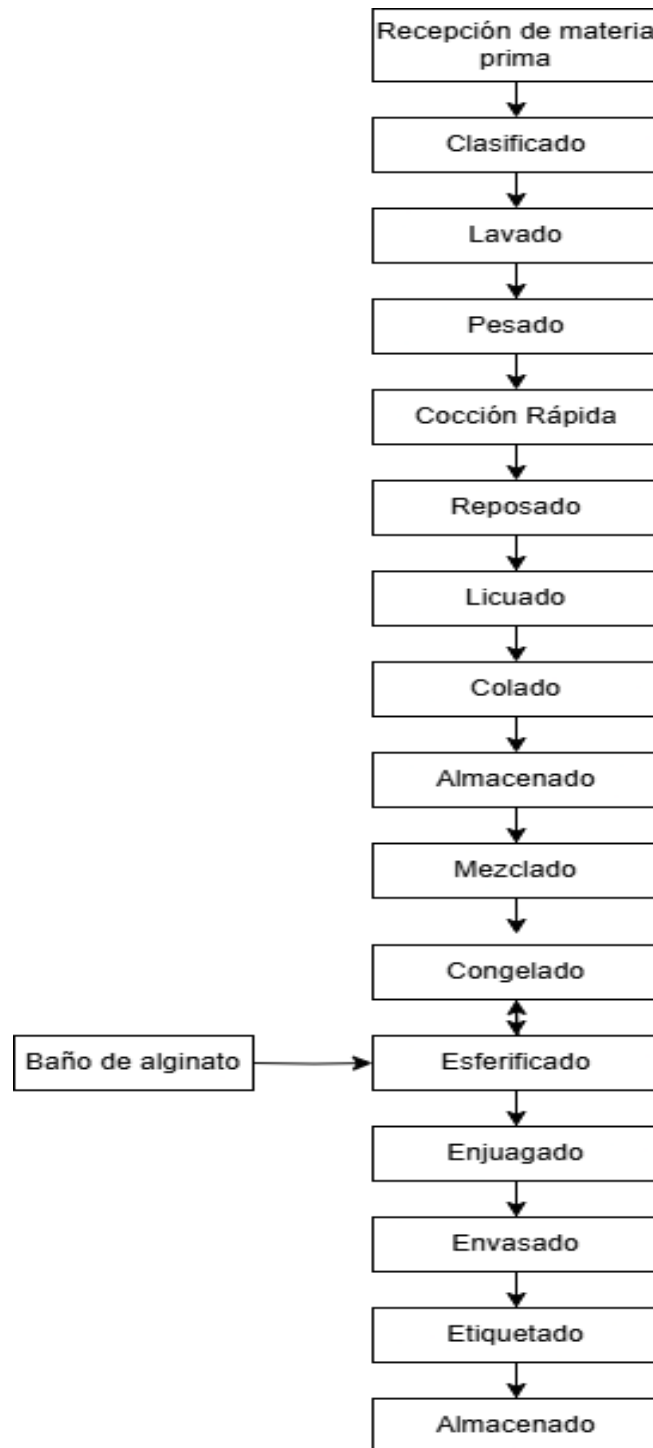 Recepción de materia
prima
Clasificado
Lavado
Pesado
Cocción Rápida
Reposado
Licuado
Colado
Almacenado
Mezclado
Congelado
Baño de alginato
Esferificado
Enjuagado
Envasado
Etiquetado
Almacenado